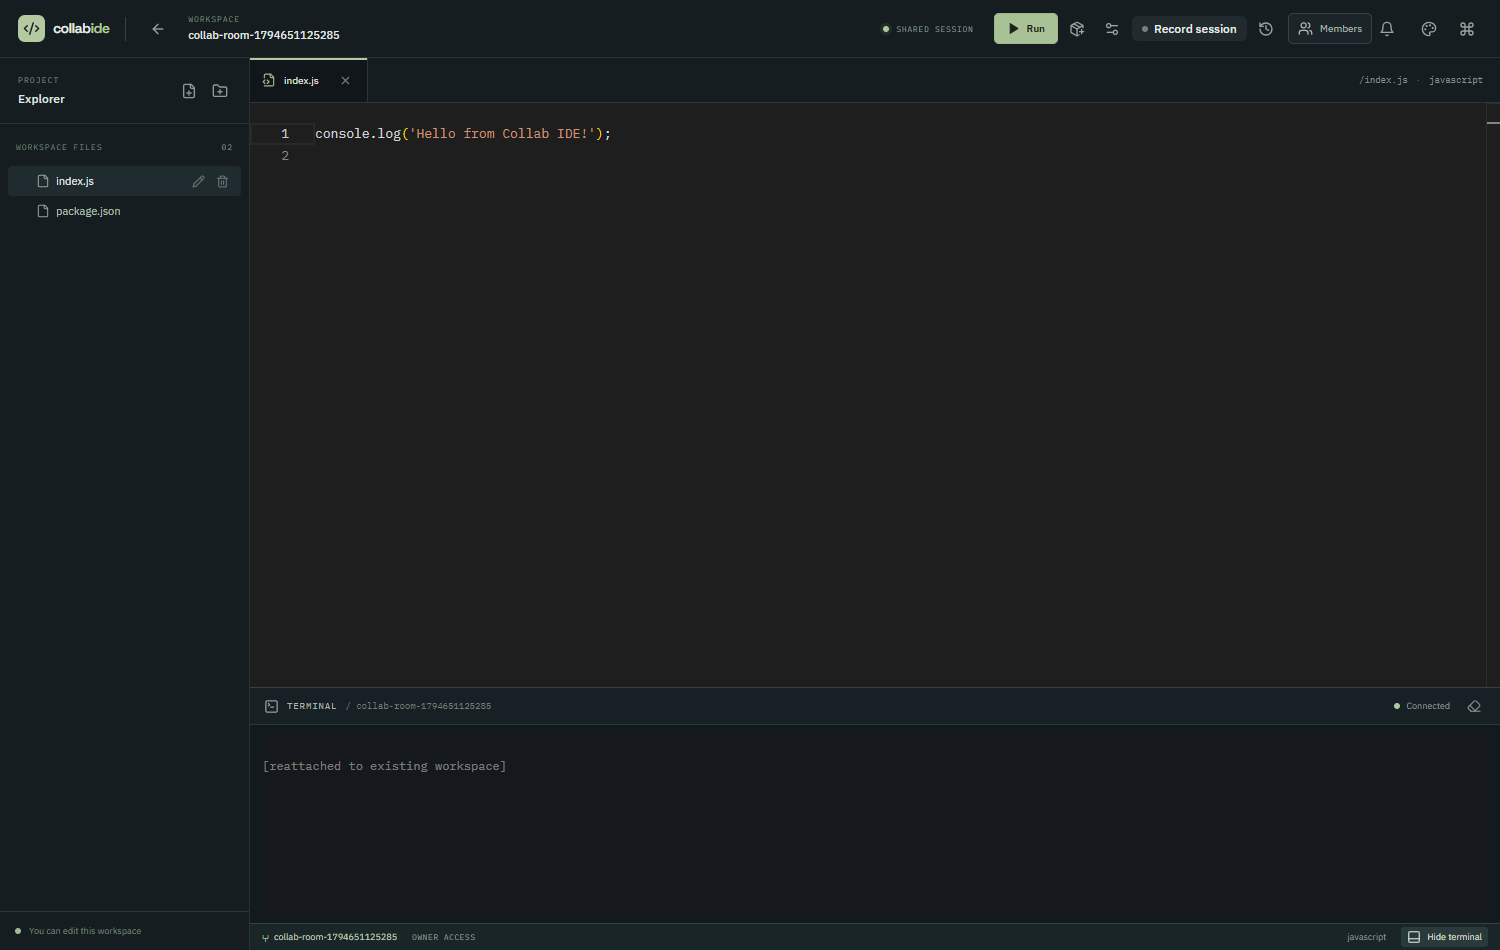 collabide
WORKSPACE
collab-room-1794651125285
SHARED SESSION
Run
Record session
Members
PROJECT
Explorer
WORKSPACE FILES 02
index.js
package.json
You can edit this workspace
index.js
/index.js · javascript
1 console.log('Hello from Collab IDE!');
2
TERMINAL / collab-room-1794651125285
Connected
[reattached to existing workspace]
collab-room-1794651125285 OWNER ACCESS
javascript
Hide terminal